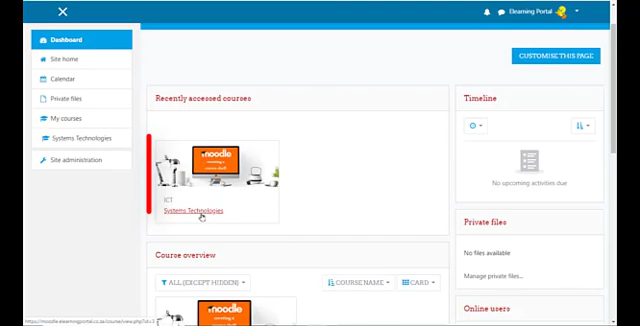 Elearning Portal
Dashboard
Site home
Calendar
Private files
My courses
Systems Technologies
Site administration
CUSTOMISE THIS PAGE
Recently accessed courses
moodle
ICT
Systems Technologies
Course overview
ALL (EXCEPT HIDDEN)
COURSE NAME
CARD
moodle
Timeline
No upcoming activities due
Private files
No files available
Manage private files...
Online users